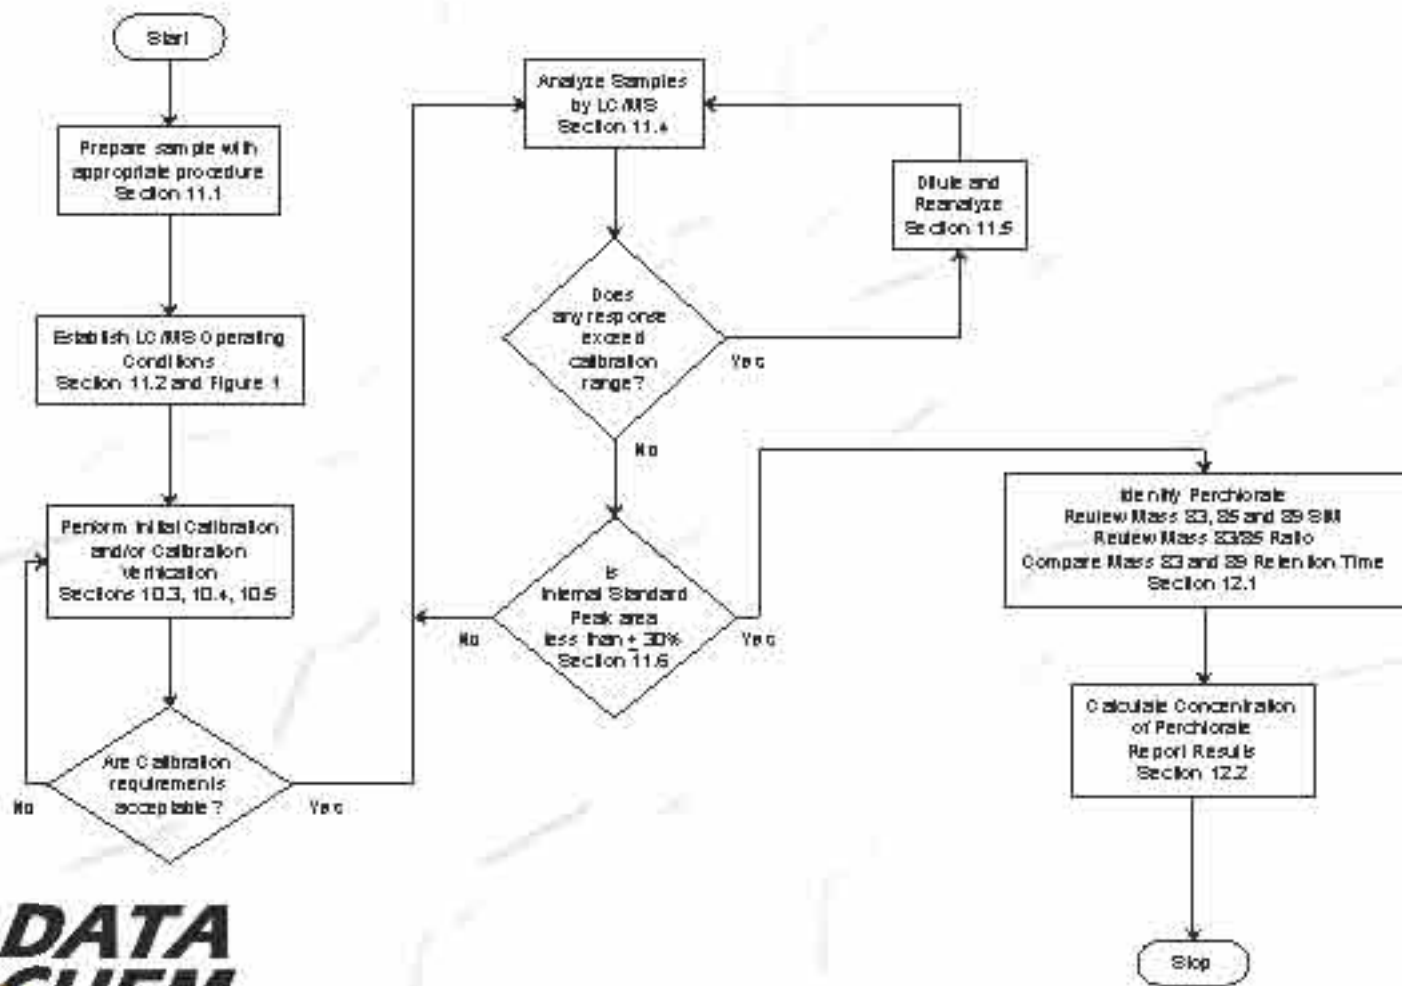 Start
Prepare sample with
appropriate procedure
Section 11.1
Establish LC/MS Operating
Conditions
Section 11.2 and Figure 1
Perform Initial Calibration
and/or Calibration
Verification
Sections 10.3, 10.4, 10.5
Are Calibration
requirements
acceptable?
No
Yes
Analyze Samples
by LC/MS
Section 11.4
Does
any response
exceed
calibration
range?
Yes
No
Dilute and
Reanalyze
Section 11.5
Is
Internal Standard
Peak area
less than ± 30%
Section 11.6
No
Yes
Identify Perchlorate
Review Mass 83, 85 and 89 SIM
Review Mass 83/85 Ratio
Compare Mass 83 and 89 Retention Time
Section 12.1
Calculate Concentration
of Perchlorate
Report Results
Section 12.2
Stop
DATA
CHEM